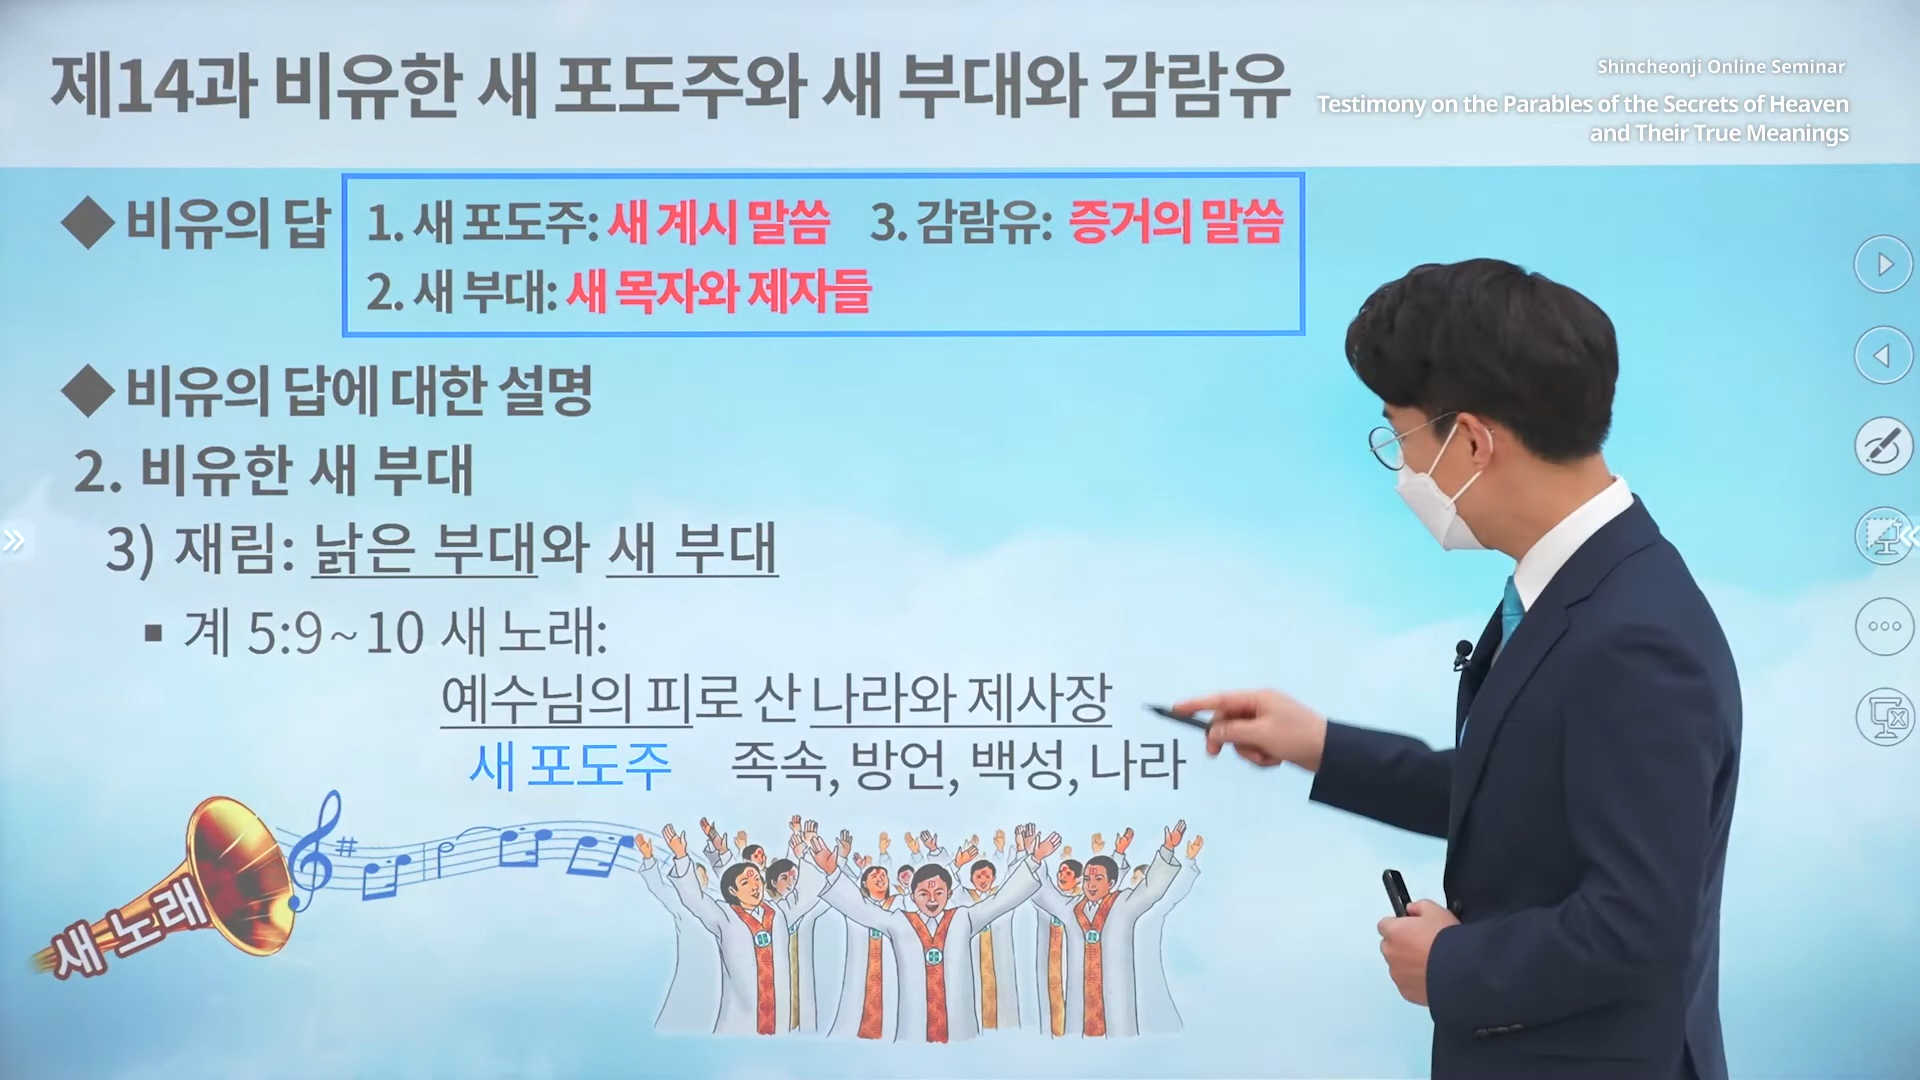 제14과 비유한 새 포도주와 새 부대와 감람유
Shincheonji Online Seminar
Testimony on the Parables of the Secrets of Heaven
and Their True Meanings
◆ 비유의 답
1. 새 포도주: 새 계시 말씀 3. 감람유: 증거의 말씀
2. 새 부대: 새 목자와 제자들
◆ 비유의 답에 대한 설명
2. 비유한 새 부대
3) 재림: 낡은 부대와 새 부대
▪ 계 5:9~10 새 노래:
예수님의 피로 산 나라와 제사장
새 포도주 족속, 방언, 백성, 나라
새 노래